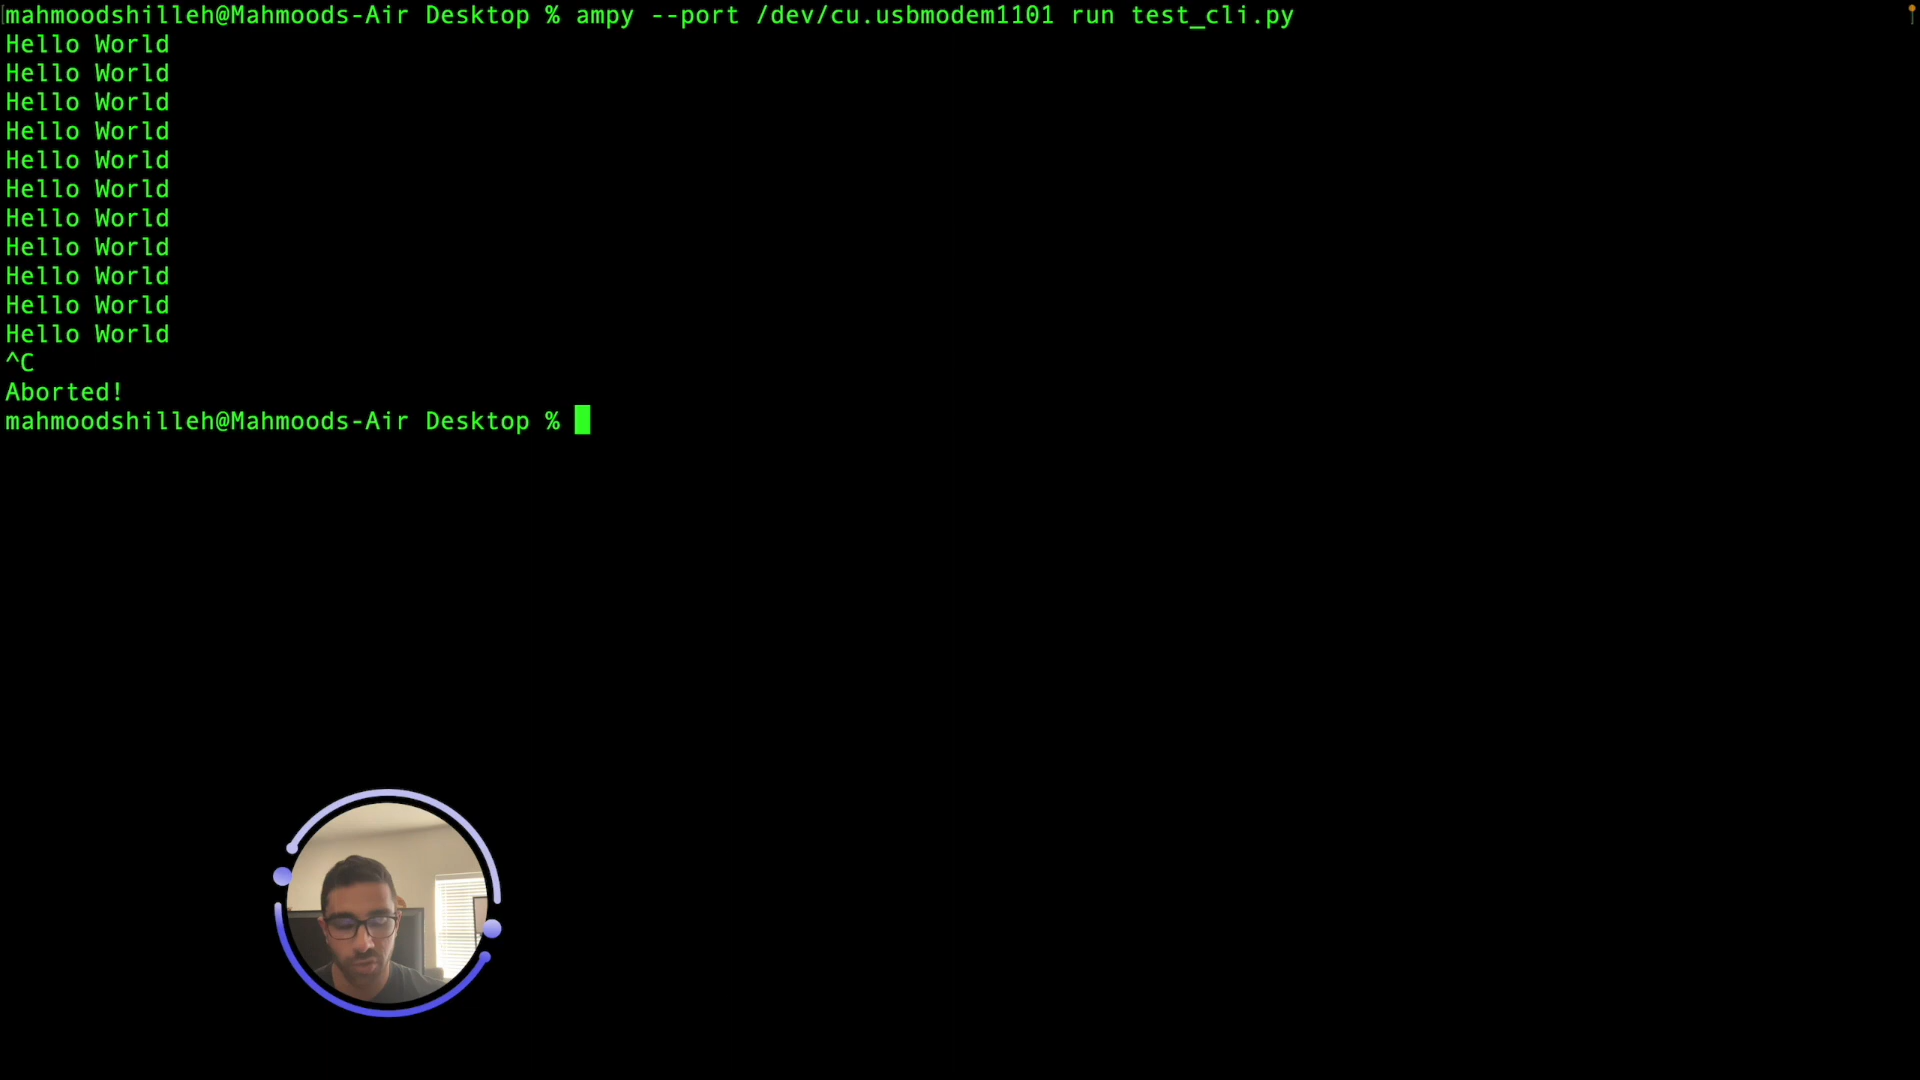 mahmoodshilleh@Mahmoods-Air Desktop % ampy --port /dev/cu.usbmodem1101 run test_cli.py
Hello World
Hello World
Hello World
Hello World
Hello World
Hello World
Hello World
Hello World
Hello World
Hello World
Hello World
^C
Aborted!
mahmoodshilleh@Mahmoods-Air Desktop %